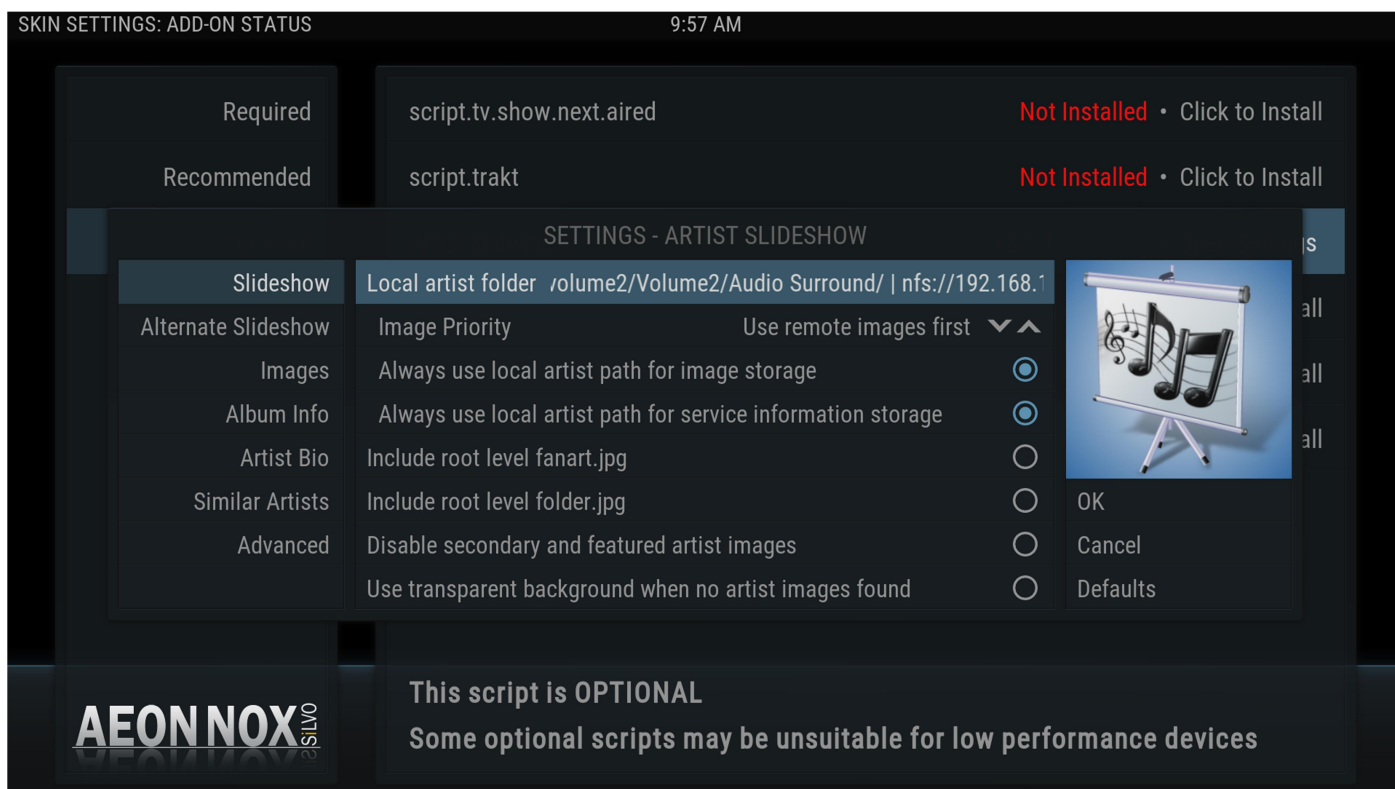 SKIN SETTINGS: ADD-ON STATUS 9:57 AM
Required script.tv.show.next.aired Not Installed • Click to Install
Recommended script.trakt Not Installed • Click to Install
SETTINGS - ARTIST SLIDESHOW
Slideshow Local artist folder volume2/Volume2/Audio Surround/ | nfs://192.168.1
Alternate Slideshow Image Priority Use remote images first
Images Always use local artist path for image storage all
Album Info Always use local artist path for service information storage
Artist Bio Include root level fanart.jpg
Similar Artists Include root level folder.jpg OK
Advanced Disable secondary and featured artist images Cancel
Use transparent background when no artist images found Defaults
This script is OPTIONAL
AEON NOX SiLVO
Some optional scripts may be unsuitable for low performance devices